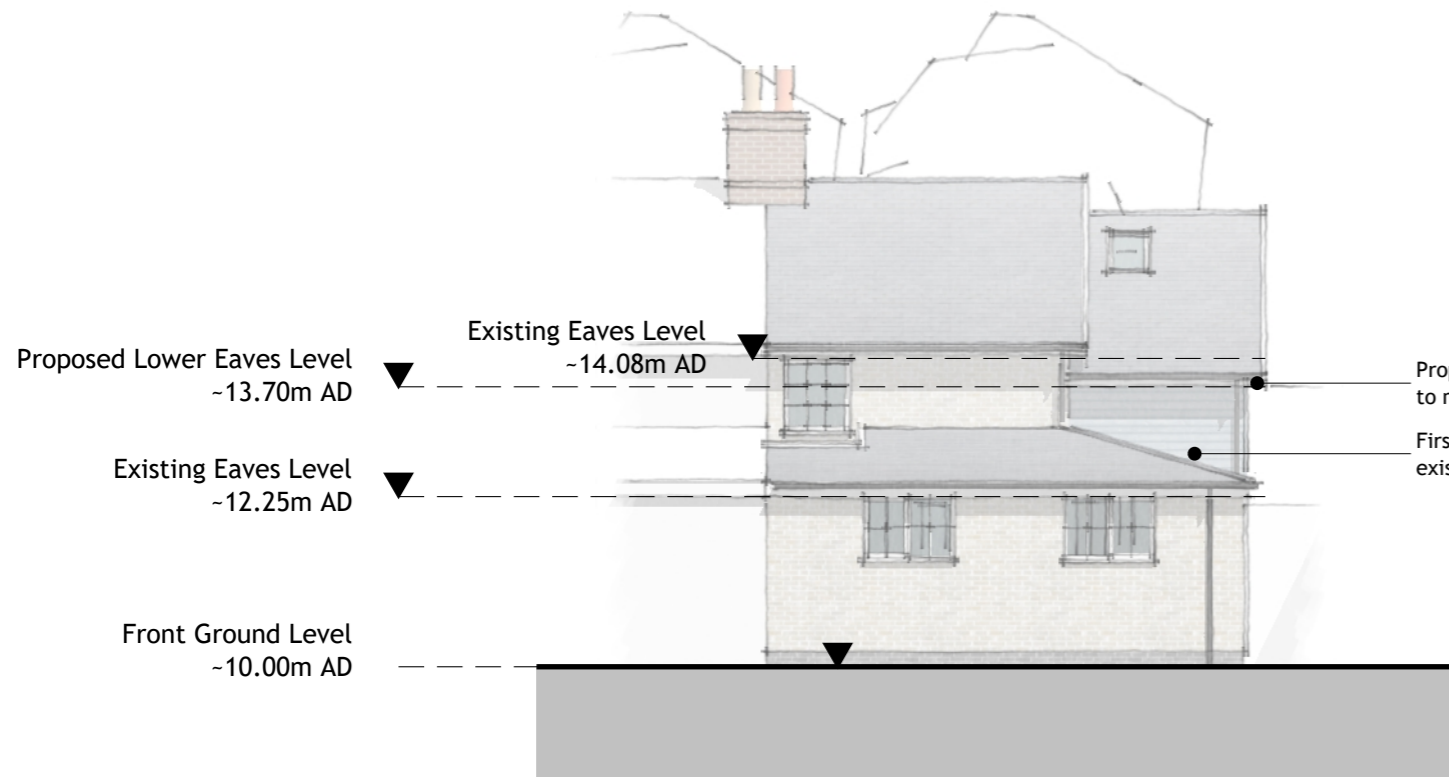 Existing Eaves Level
~14.08m AD
Proposed Lower Eaves Level
~13.70m AD
Existing Eaves Level
~12.25m AD
Front Ground Level
~10.00m AD
to